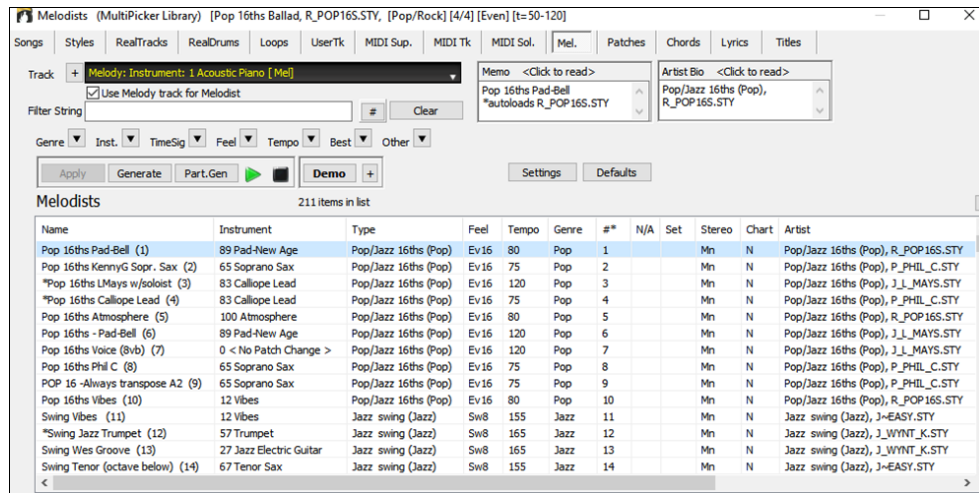 Melodists (MultiPicker Library) [Pop 16ths Ballad, R_POP16S.STY, [Pop/Rock] [4/4] [Even] [t=50-120]
Songs Styles RealTracks RealDrums Loops UserTk MIDI Sup. MIDI Tk MIDI Sol. Mel. Patches Chords Lyrics Titles
Track + Melody: Instrument: 1 Acoustic Piano [ Mel]
Use Melody track for Melodist
Filter String # Clear
Memo <Click to read>
Pop 16ths Pad-Bell
*autoloads R_POP16S.STY
Artist Bio <Click to read>
Pop/Jazz 16ths (Pop),
R_POP16S.STY
Genre Inst. TimeSig Feel Tempo Best Other
Apply Generate Part.Gen Demo + Settings Defaults
Melodists 211 items in list
Name Instrument Type Feel Tempo Genre #* N/A Set Stereo Chart Artist
Pop 16ths Pad-Bell (1) 89 Pad-New Age Pop/Jazz 16ths (Pop) Ev16 80 Pop 1 Mn N Pop/Jazz 16ths (Pop), R_POP16S.STY
Pop 16ths KennyG Sopr. Sax (2) 65 Soprano Sax Pop/Jazz 16ths (Pop) Ev16 75 Pop 2 Mn N Pop/Jazz 16ths (Pop), P_PHIL_C.STY
*Pop 16ths LMays w/soloist (3) 83 Calliope Lead Pop/Jazz 16ths (Pop) Ev16 120 Pop 3 Mn N Pop/Jazz 16ths (Pop), J_L_MAYS.STY
*Pop 16ths Calliope Lead (4) 83 Calliope Lead Pop/Jazz 16ths (Pop) Ev16 75 Pop 4 Mn N Pop/Jazz 16ths (Pop), P_PHIL_C.STY
Pop 16ths Atmosphere (5) 100 Atmosphere Pop/Jazz 16ths (Pop) Ev16 80 Pop 5 Mn N Pop/Jazz 16ths (Pop), R_POP16S.STY
Pop 16ths - Pad-Bell (6) 89 Pad-New Age Pop/Jazz 16ths (Pop) Ev16 120 Pop 6 Mn N Pop/Jazz 16ths (Pop), J_L_MAYS.STY
Pop 16ths Voice (8vb) (7) 0 < No Patch Change > Pop/Jazz 16ths (Pop) Ev16 120 Pop 7 Mn N Pop/Jazz 16ths (Pop), J_L_MAYS.STY
Pop 16ths Phil C (8) 65 Soprano Sax Pop/Jazz 16ths (Pop) Ev16 75 Pop 8 Mn N Pop/Jazz 16ths (Pop), P_PHIL_C.STY
POP 16 -Always transpose A2 (9) 65 Soprano Sax Pop/Jazz 16ths (Pop) Ev16 75 Pop 9 Mn N Pop/Jazz 16ths (Pop), P_PHIL_C.STY
Pop 16ths Vibes (10) 12 Vibes Pop/Jazz 16ths (Pop) Ev16 80 Pop 10 Mn N Pop/Jazz 16ths (Pop), R_POP16S.STY
Swing Vibes (11) 12 Vibes Jazz swing (Jazz) Sw8 155 Jazz 11 Mn N Jazz swing (Jazz), J~EASY.STY
*Swing Jazz Trumpet (12) 57 Trumpet Jazz swing (Jazz) Sw8 165 Jazz 12 Mn N Jazz swing (Jazz), J_WYNT_K.STY
Swing Wes Groove (13) 27 Jazz Electric Guitar Jazz swing (Jazz) Sw8 165 Jazz 13 Mn N Jazz swing (Jazz), J_WYNT_K.STY
Swing Tenor (octave below) (14) 67 Tenor Sax Jazz swing (Jazz) Sw8 155 Jazz 14 Mn N Jazz swing (Jazz), J~EASY.STY